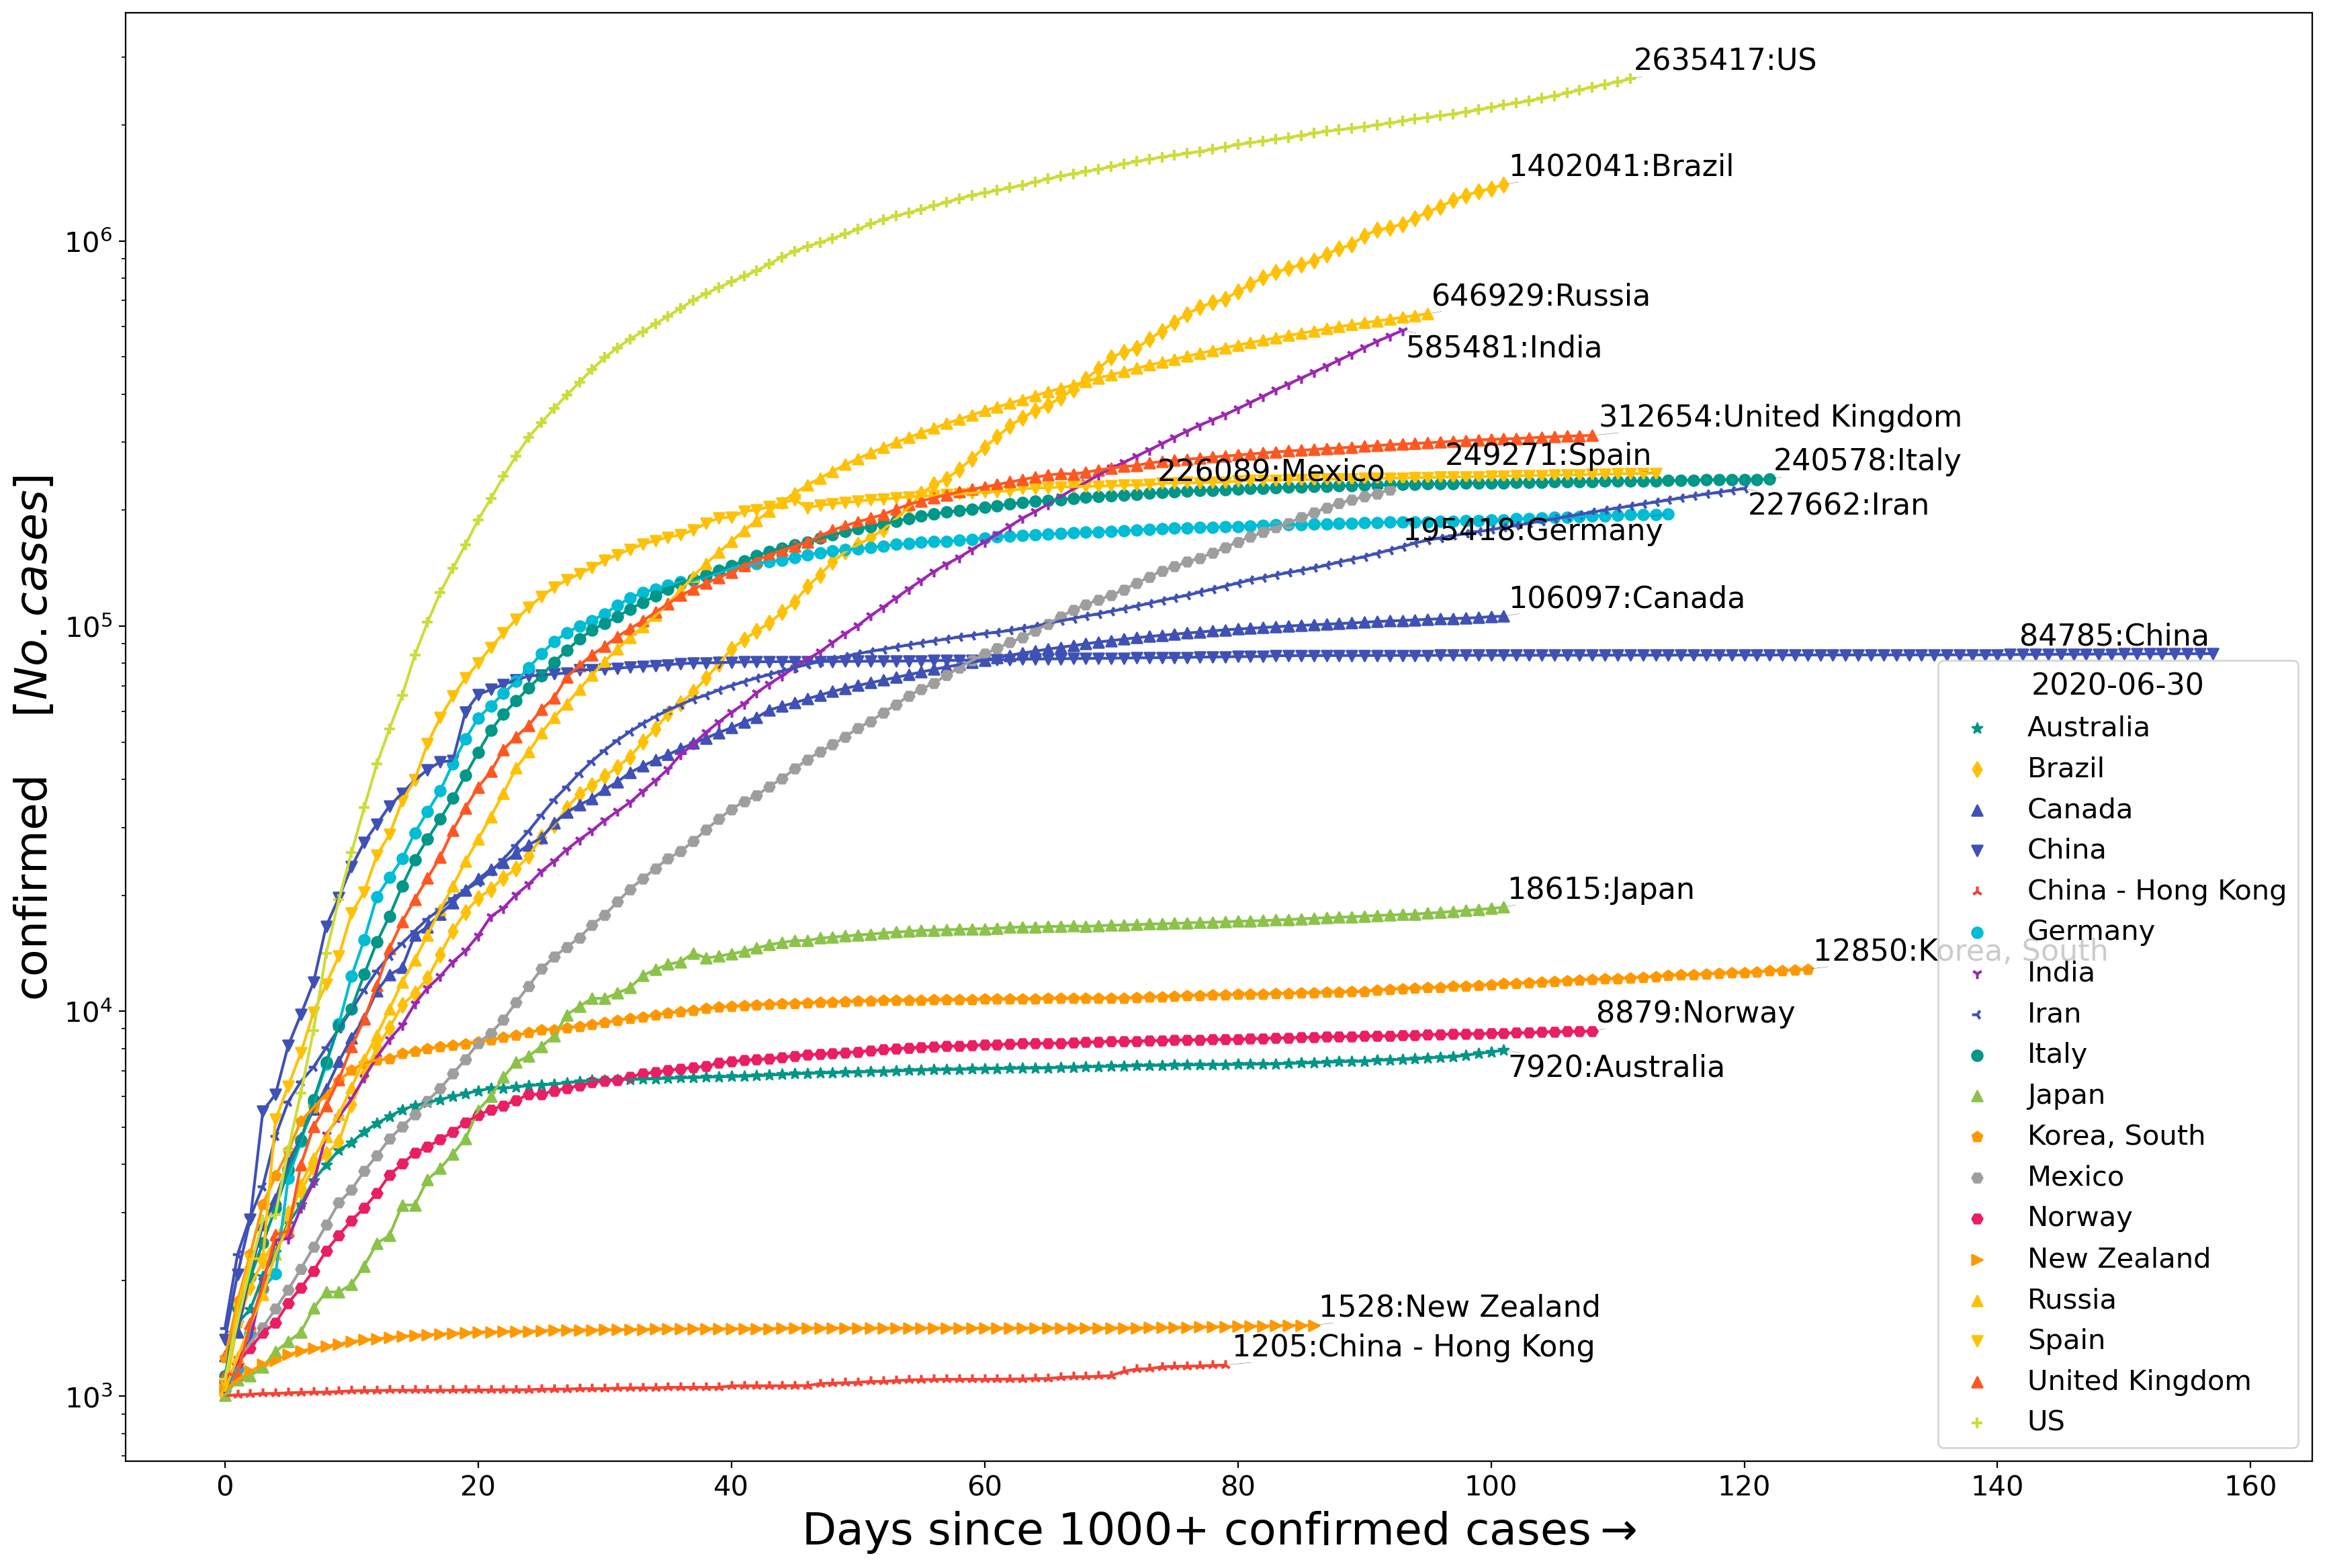 2635417:US
1402041:Brazil
10^6
646929:Russia
585481:India
312654:United Kingdom
249271:Spain
240578:Italy
226089:Mexico
227662:Iran
195418:Germany
106097:Canada
10^5
84785:China
confirmed [No. cases]
18615:Japan
12850:Korea, South
10^4
8879:Norway
7920:Australia
1528:New Zealand
1205:China - Hong Kong
10^3
2020-06-30
Australia
Brazil
Canada
China
China - Hong Kong
Germany
India
Iran
Italy
Japan
Korea, South
Mexico
Norway
New Zealand
Russia
Spain
United Kingdom
US
0 20 40 60 80 100 120 140 160
Days since 1000+ confirmed cases→